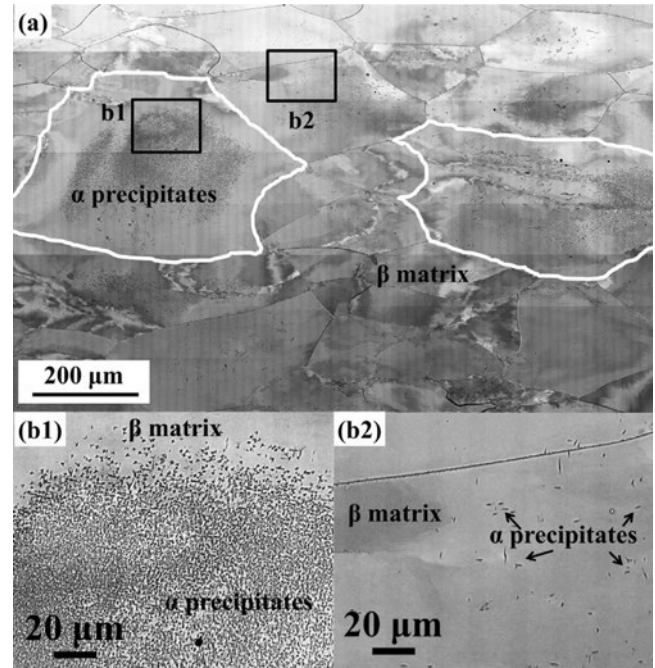 (a)
b1
b2
α precipitates
β matrix
200 μm
(b1)
β matrix
α precipitates
20 μm
(b2)
β matrix
α precipitates
20 μm